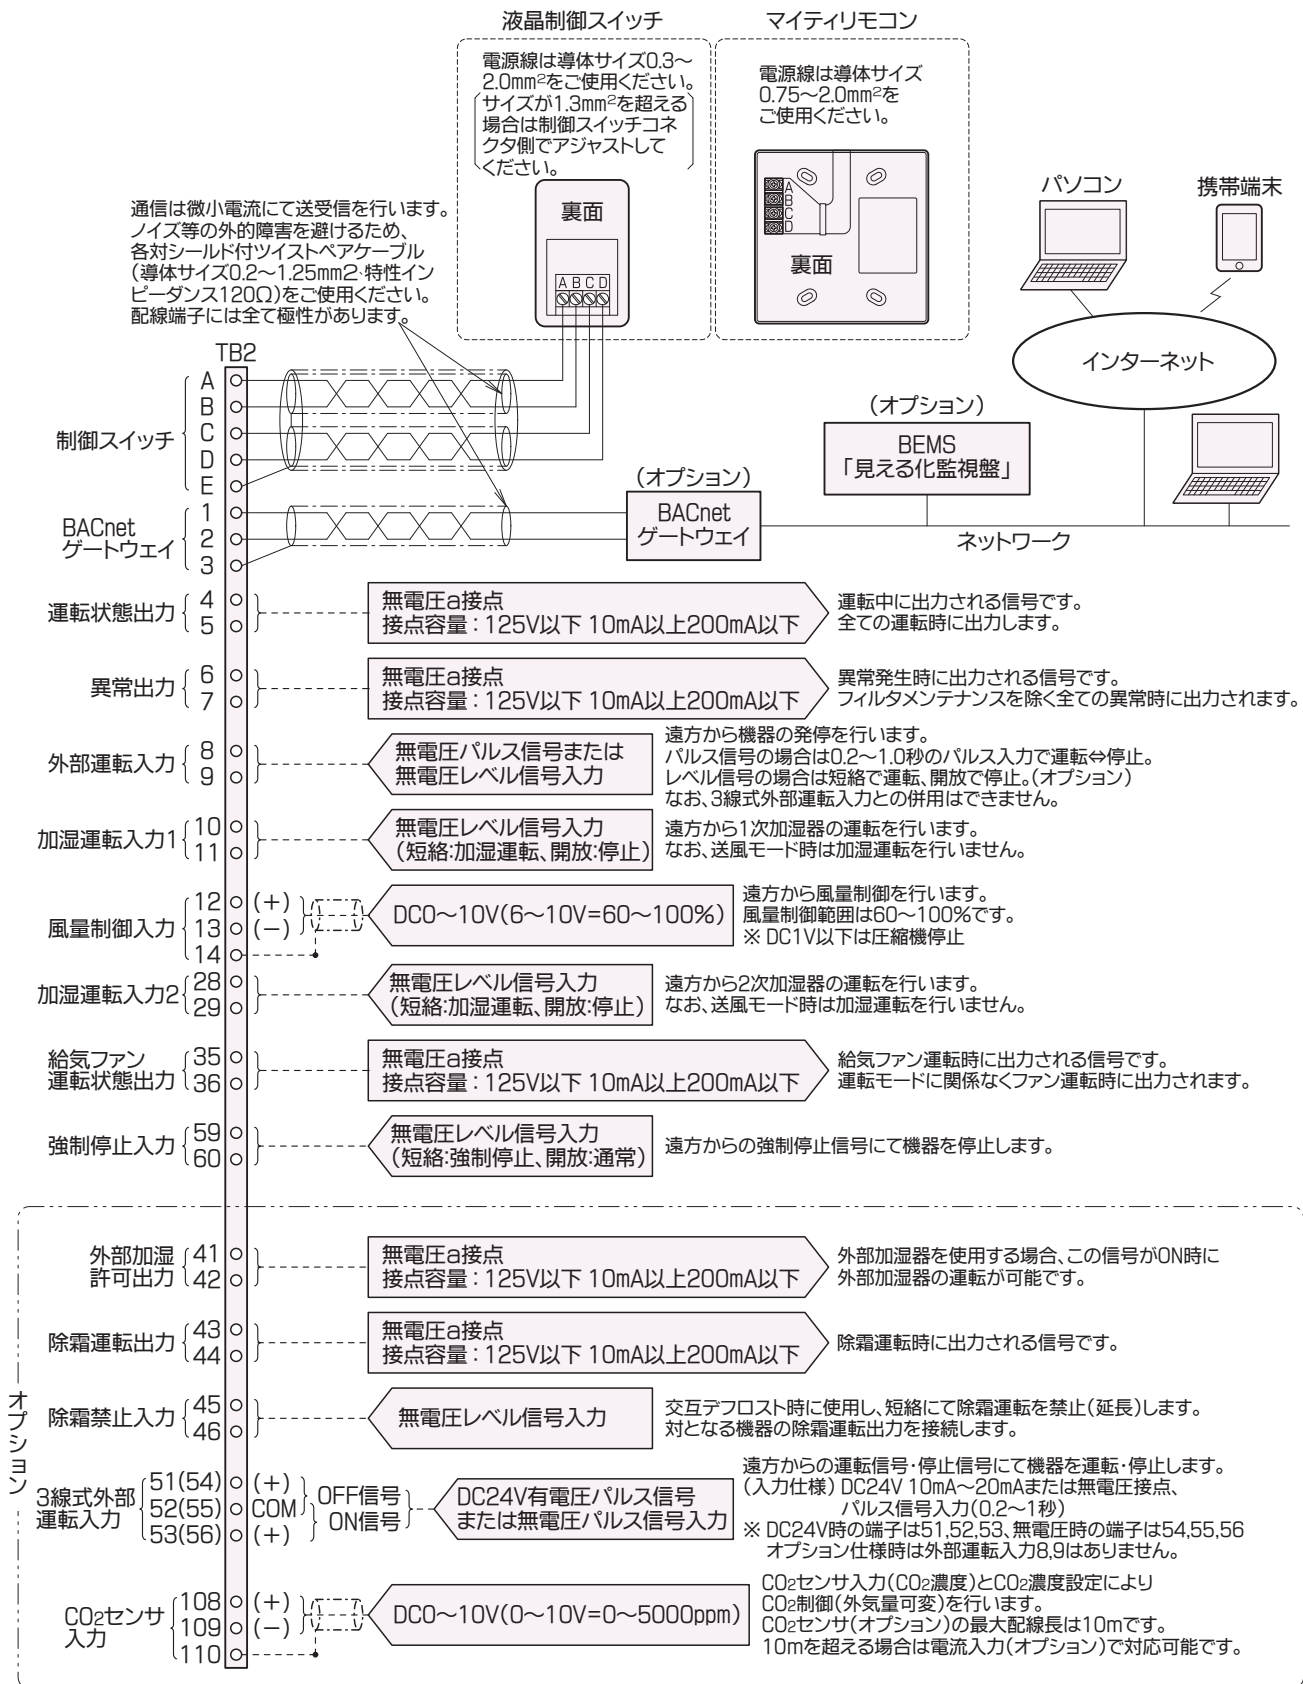 液晶制御スイッチ
電源線は導体サイズ0.3～
2.0mm²をご使用ください。
サイズが1.3mm²を超える
場合は制御スイッチコネ
クタ側でアジャストして
ください。
裏面
A B C D
マイティリモコン
電源線は導体サイズ
0.75～2.0mm²を
ご使用ください。
A
B
C
D
裏面
パソコン
携帯端末
インターネット
通信は微小電流にて送受信を行います。
ノイズ等の外的障害を避けるため、
各対シールド付ツイストペアケーブル
(導体サイズ0.2～1.25mm2、特性イン
ピーダンス120Ω)をご使用ください。
配線端子には全て極性があります。
TB2
制御スイッチ
A
B
C
D
E
BACnet
ゲートウェイ
1
2
3
(オプション)
BACnet
ゲートウェイ
(オプション)
BEMS
「見える化監視盤」
ネットワーク
運転状態出力
4
5
無電圧a接点
接点容量：125V以下 10mA以上200mA以下
運転中に出力される信号です。
全ての運転時に出力します。
異常出力
6
7
無電圧a接点
接点容量：125V以下 10mA以上200mA以下
異常発生時に出力される信号です。
フィルタメンテナンスを除く全ての異常時に出力されます。
外部運転入力
8
9
無電圧パルス信号または
無電圧レベル信号入力
遠方から機器の発停を行います。
パルス信号の場合は0.2～1.0秒のパルス入力で運転⇔停止。
レベル信号の場合は短絡で運転、開放で停止。(オプション)
なお、3線式外部運転入力との併用はできません。
加湿運転入力1
10
11
無電圧レベル信号入力
(短絡:加湿運転、開放:停止)
遠方から1次加湿器の運転を行います。
なお、送風モード時は加湿運転を行いません。
風量制御入力
12 (+)
13 (−)
14
DC0～10V(6～10V=60～100%)
遠方から風量制御を行います。
風量制御範囲は60～100%です。
※ DC1V以下は圧縮機停止
加湿運転入力2
28
29
無電圧レベル信号入力
(短絡:加湿運転、開放:停止)
遠方から2次加湿器の運転を行います。
なお、送風モード時は加湿運転を行いません。
給気ファン
運転状態出力
35
36
無電圧a接点
接点容量：125V以下 10mA以上200mA以下
給気ファン運転時に出力される信号です。
運転モードに関係なくファン運転時に出力されます。
強制停止入力
59
60
無電圧レベル信号入力
(短絡:強制停止、開放:通常)
遠方からの強制停止信号にて機器を停止します。
オプション
外部加湿
許可出力
41
42
無電圧a接点
接点容量：125V以下 10mA以上200mA以下
外部加湿器を使用する場合、この信号がON時に
外部加湿器の運転が可能です。
除霜運転出力
43
44
無電圧a接点
接点容量：125V以下 10mA以上200mA以下
除霜運転時に出力される信号です。
除霜禁止入力
45
46
無電圧レベル信号入力
交互デフロスト時に使用し、短絡にて除霜運転を禁止(延長)します。
対となる機器の除霜運転出力を接続します。
3線式外部
運転入力
51(54) (+)
52(55) COM
53(56) (+)
OFF信号
ON信号
DC24V有電圧パルス信号
または無電圧パルス信号入力
遠方からの運転信号・停止信号にて機器を運転・停止します。
(入力仕様) DC24V 10mA～20mAまたは無電圧接点、
パルス信号入力(0.2～1秒)
※ DC24V時の端子は51,52,53、無電圧時の端子は54,55,56
オプション仕様時は外部運転入力8,9はありません。
CO₂センサ
入力
108 (+)
109 (−)
110
DC0～10V(0～10V=0～5000ppm)
CO₂センサ入力(CO₂濃度)とCO₂濃度設定により
CO₂制御(外気量可変)を行います。
CO₂センサ(オプション)の最大配線長は10mです。
10mを超える場合は電流入力(オプション)で対応可能です。